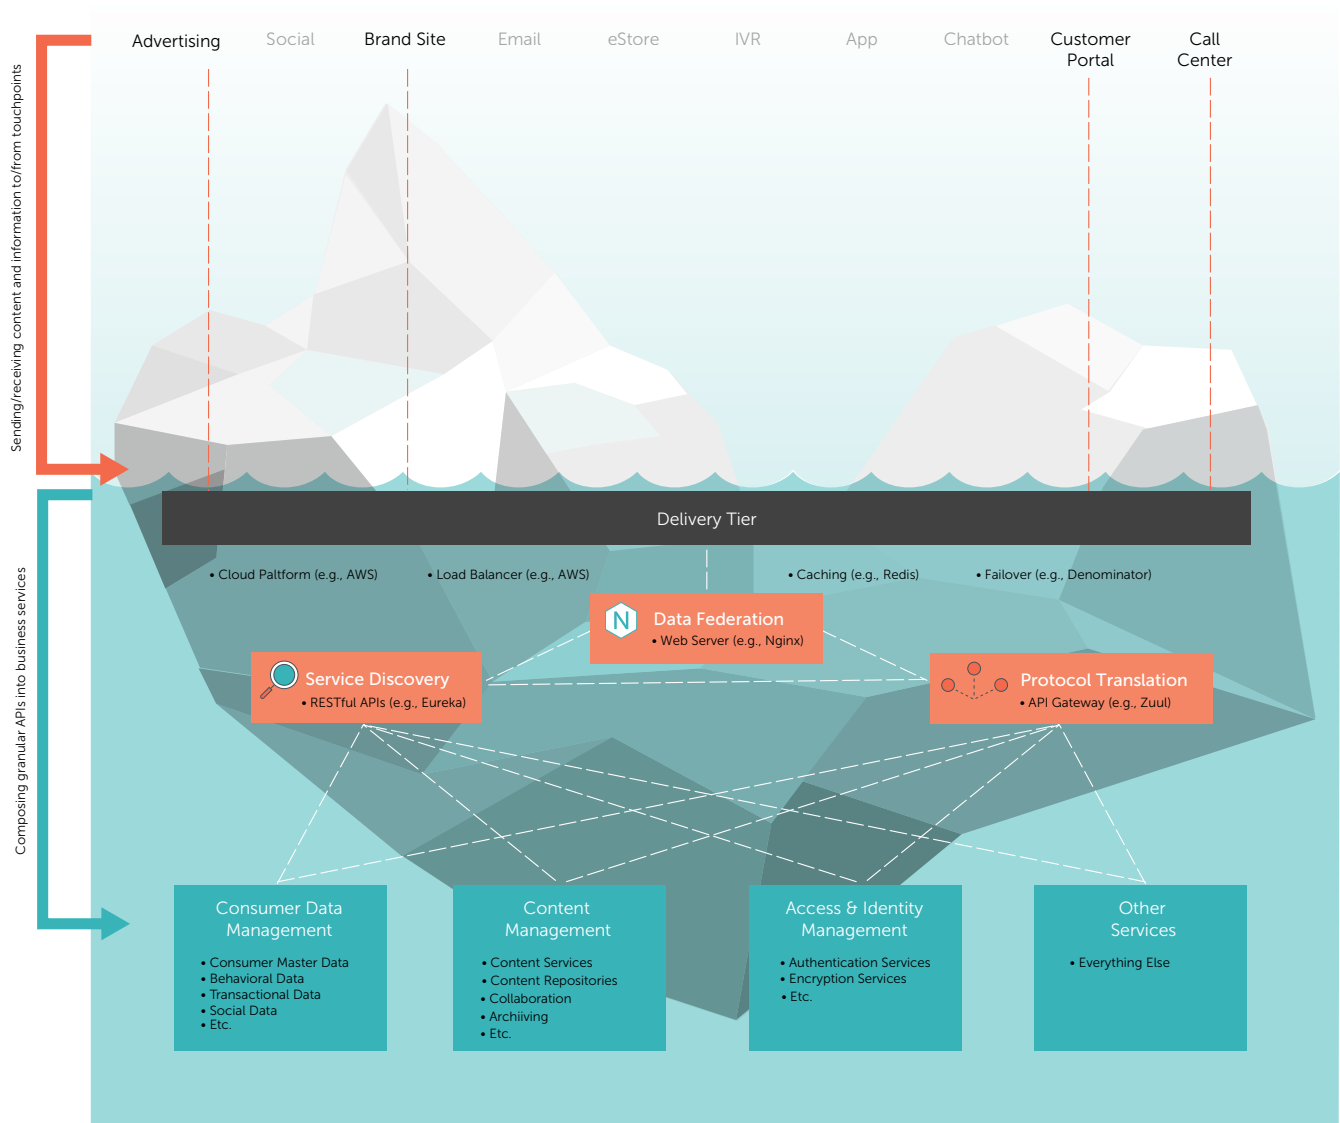 Advertising
Social
Brand Site
Email
eStore
IVR
App
Chatbot
Customer
Portal
Call
Center
Sending/receiving content and information to/from touchpoints
Delivery Tier
• Cloud Paltform (e.g., AWS)
• Load Balancer (e.g., AWS)
• Caching (e.g., Redis)
• Failover (e.g., Denominator)
N
Data Federation
• Web Server (e.g., Nginx)
Service Discovery
• RESTful APIs (e.g., Eureka)
Protocol Translation
• API Gateway (e.g., Zuul)
Composing granular APIs into business services
Consumer Data
Management
• Consumer Master Data
• Behavioral Data
• Transactional Data
• Social Data
• Etc.
Content
Management
• Content Services
• Content Repositories
• Collaboration
• Archiiving
• Etc.
Access & Identity
Management
• Authentication Services
• Encryption Services
• Etc.
Other
Services
• Everything Else